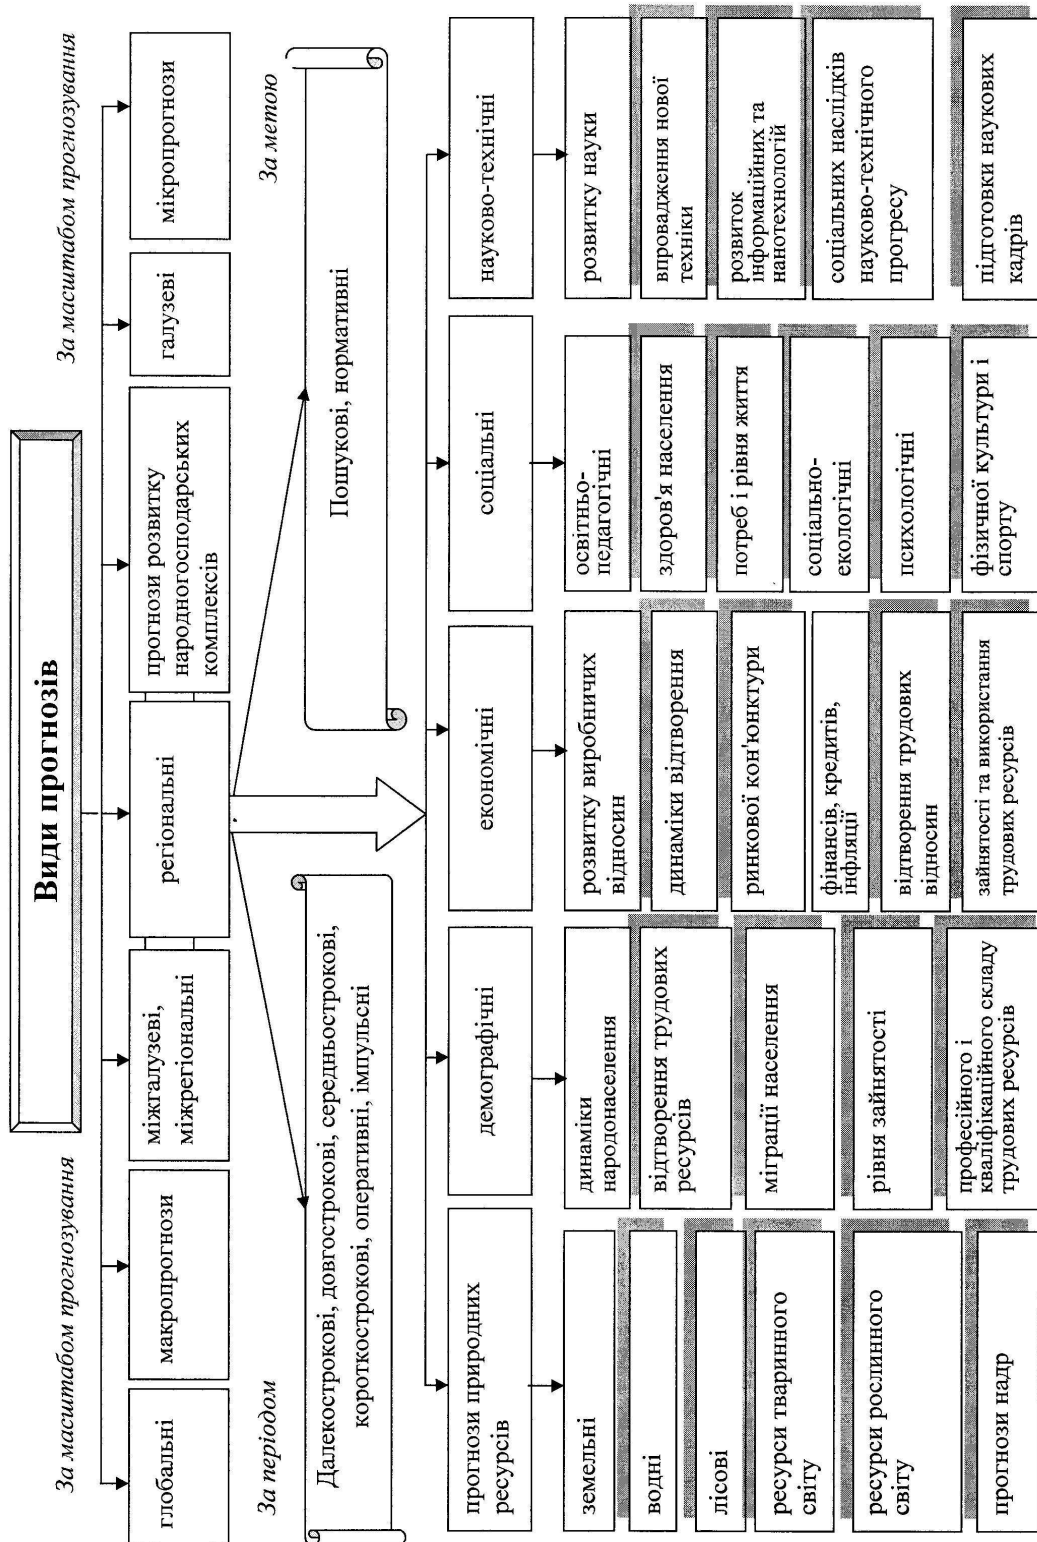 Види прогнозів
За масштабом прогнозування
За масштабом прогнозування
глобальні
макропрогнози
міжгалузеві,
міжрегіональні
регіональні
прогнози розвитку
народногосподарських
комплексів
галузеві
мікропрогнози
За періодом
За метою
Далекострокові, довгострокові, середньострокові,
короткострокові, оперативні, імпульсні
Пошукові, нормативні
прогнози природних
ресурсів
демографічні
економічні
соціальні
науково-технічні
земельні
водні
лісові
ресурси тваринного
світу
ресурси рослинного
світу
прогнози надр
динаміки
народонаселення
відтворення трудових
ресурсів
міграції населення
рівня зайнятості
професійного і
кваліфікаційного складу
трудових ресурсів
розвитку виробничих
відносин
динаміки відтворення
ринкової кон'юнктури
фінансів, кредитів,
інфляції
відтворення трудових
відносин
зайнятості та використання
трудових ресурсів
освітньо-
педагогічні
здоров'я населення
потреб і рівня життя
соціально-
екологічні
психологічні
фізичної культури і
спорту
розвитку науки
впровадження нової
техніки
розвиток
інформаційних та
нанотехнологій
соціальних наслідків
науково-технічного
прогресу
підготовки наукових
кадрів